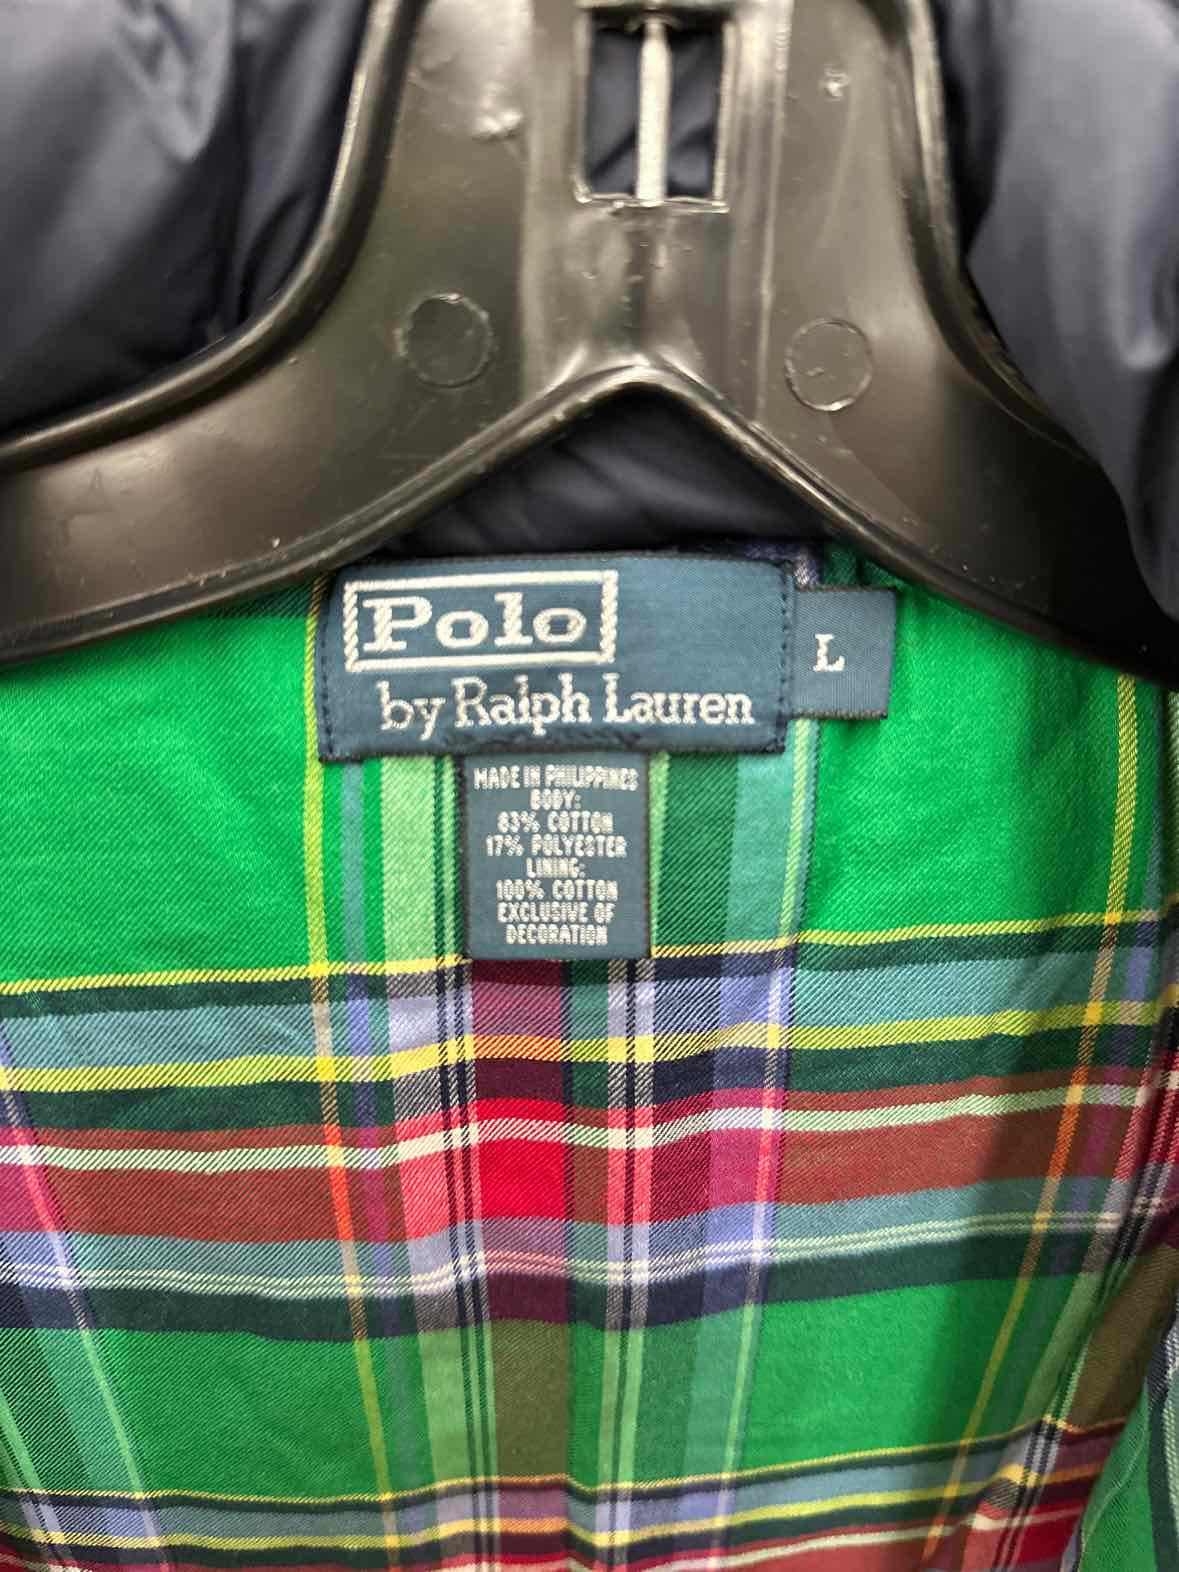 Polo
by Ralph Lauren
L
MADE IN PHILIPPINES
BODY:
83% COTTON
17% POLYESTER
LINING:
100% COTTON
EXCLUSIVE OF
DECORATION